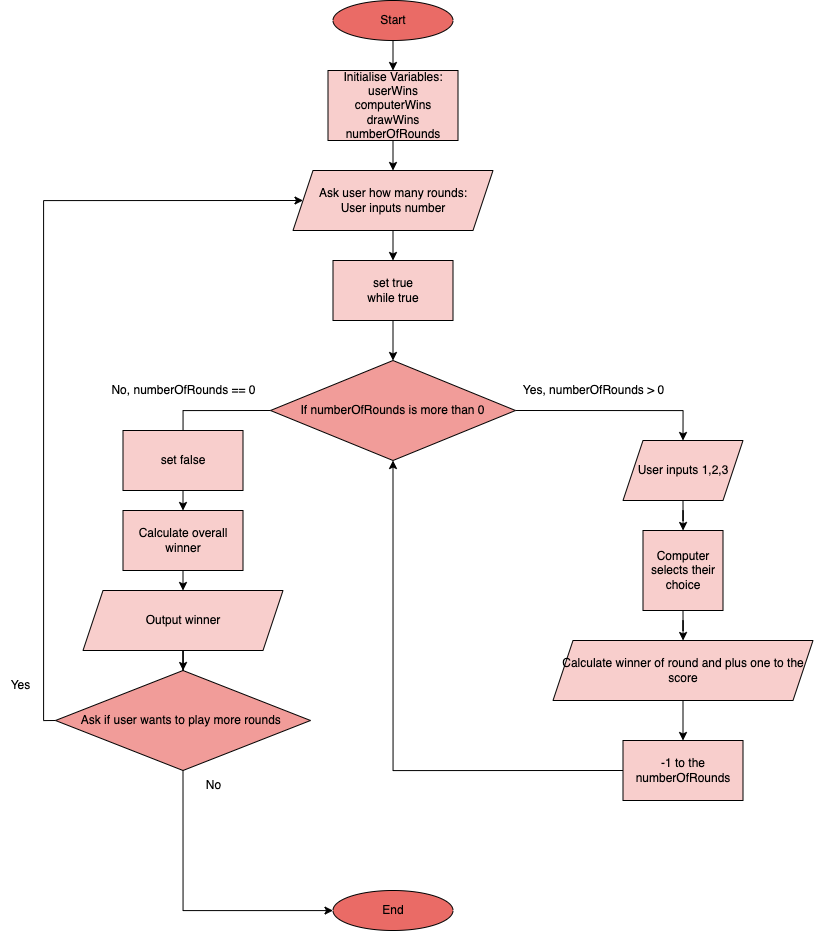 Start
Initialise Variables:
userWins
computerWins
drawWins
numberOfRounds
Ask user how many rounds:
User inputs number
set true
while true
If numberOfRounds is more than 0
No, numberOfRounds == 0
Yes, numberOfRounds > 0
set false
Calculate overall
winner
Output winner
Ask if user wants to play more rounds
Yes
No
User inputs 1,2,3
Computer
selects their
choice
Calculate winner of round and plus one to the
score
-1 to the
numberOfRounds
End